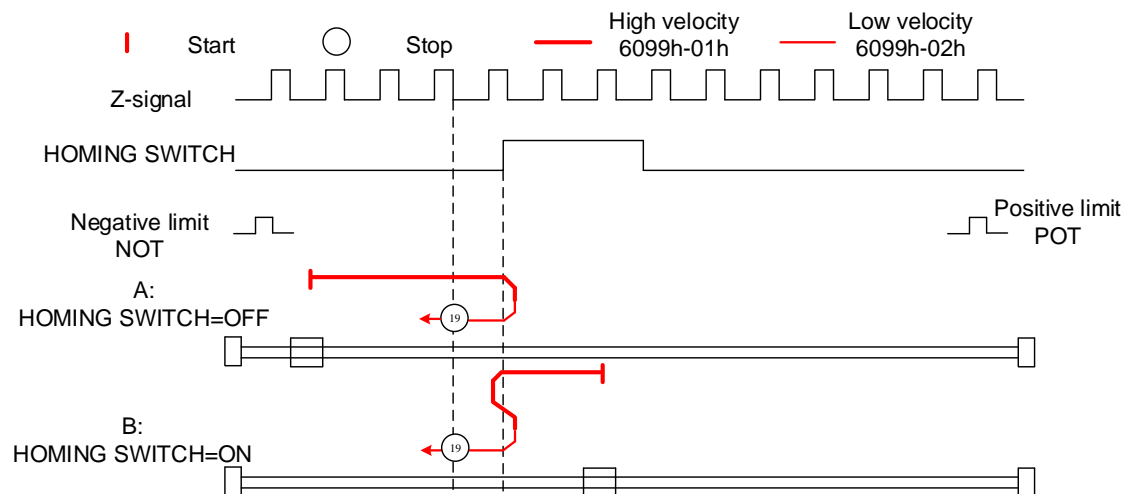 Start
Stop
High velocity
6099h-01h
Low velocity
6099h-02h
Z-signal
HOMING SWITCH
Negative limit
NOT
Positive limit
POT
A:
HOMING SWITCH=OFF
19
B:
HOMING SWITCH=ON
19